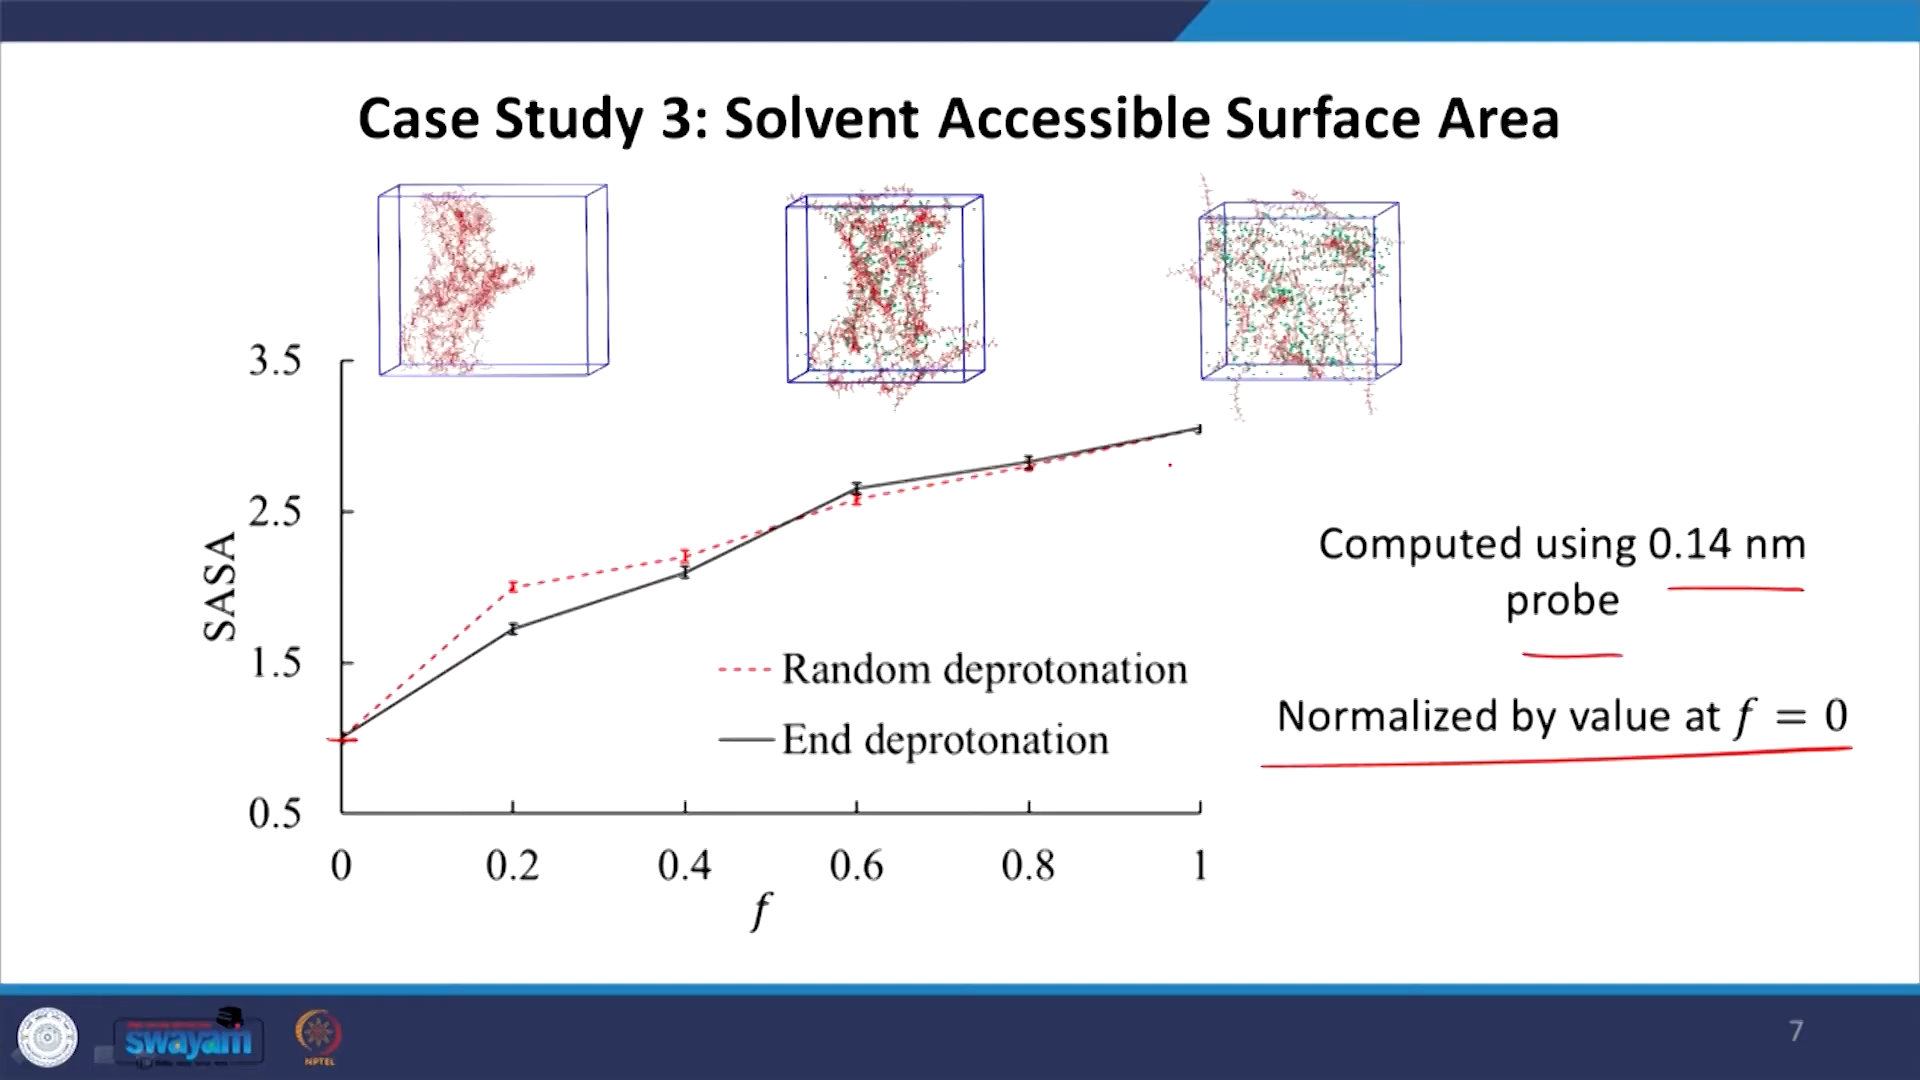 Case Study 3: Solvent Accessible Surface Area
3.5
2.5
1.5
0.5
SASA
0
0.2
0.4
0.6
0.8
1
f
Random deprotonation
End deprotonation
Computed using 0.14 nm
probe
Normalized by value at f = 0
swayam
NPTEL
7